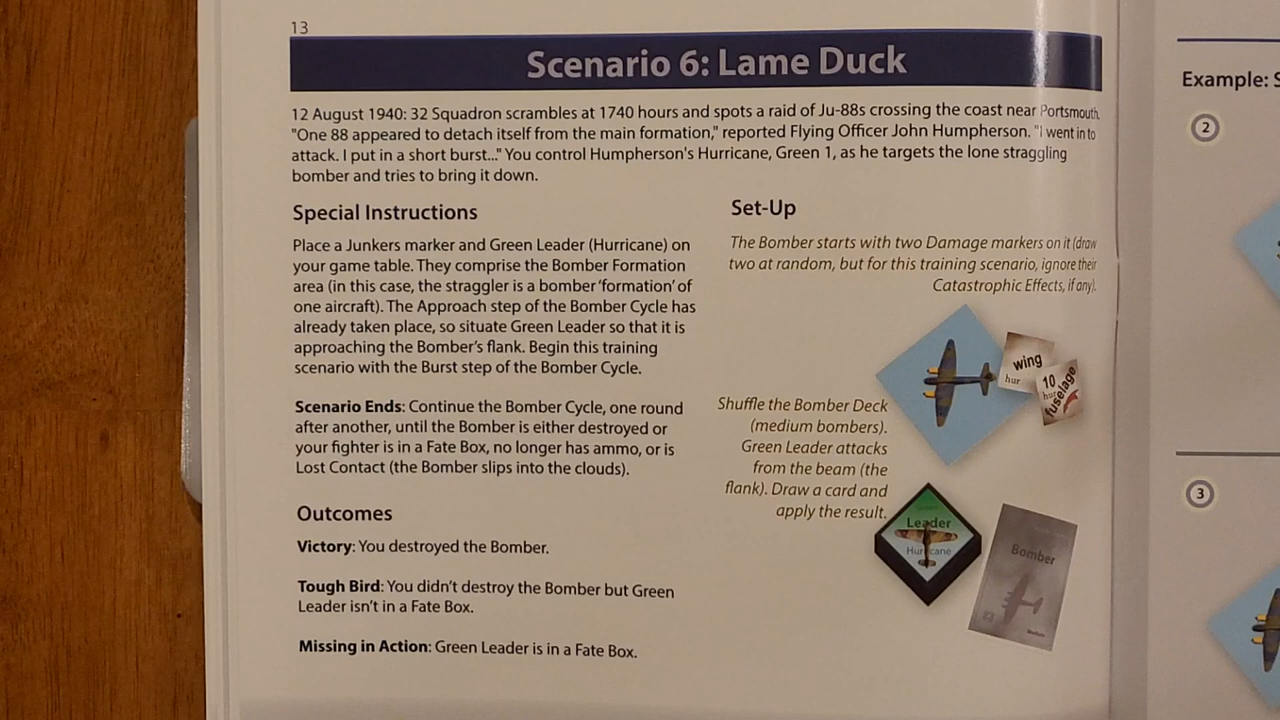 13
Scenario 6: Lame Duck
12 August 1940: 32 Squadron scrambles at 1740 hours and spots a raid of Ju-88s crossing the coast near Portsmouth.
"One 88 appeared to detach itself from the main formation," reported Flying Officer John Humpherson. "I went in to
attack. I put in a short burst..." You control Humpherson's Hurricane, Green 1, as he targets the lone straggling
bomber and tries to bring it down.
Special Instructions
Place a Junkers marker and Green Leader (Hurricane) on
your game table. They comprise the Bomber Formation
area (in this case, the straggler is a bomber 'formation' of
one aircraft). The Approach step of the Bomber Cycle has
already taken place, so situate Green Leader so that it is
approaching the Bomber's flank. Begin this training
scenario with the Burst step of the Bomber Cycle.
Scenario Ends: Continue the Bomber Cycle, one round
after another, until the Bomber is either destroyed or
your fighter is in a Fate Box, no longer has ammo, or is
Lost Contact (the Bomber slips into the clouds).
Outcomes
Victory: You destroyed the Bomber.
Tough Bird: You didn't destroy the Bomber but Green
Leader isn't in a Fate Box.
Missing in Action: Green Leader is in a Fate Box.
Set-Up
The Bomber starts with two Damage markers on it (draw
two at random, but for this training scenario, ignore their
Catastrophic Effects, if any).
wing
hur
10
hur
fuselage
Shuffle the Bomber Deck
(medium bombers).
Green Leader attacks
from the beam (the
flank). Draw a card and
apply the result.
Leader
Hurricane
Bomber
Medium
Example: S
2
3